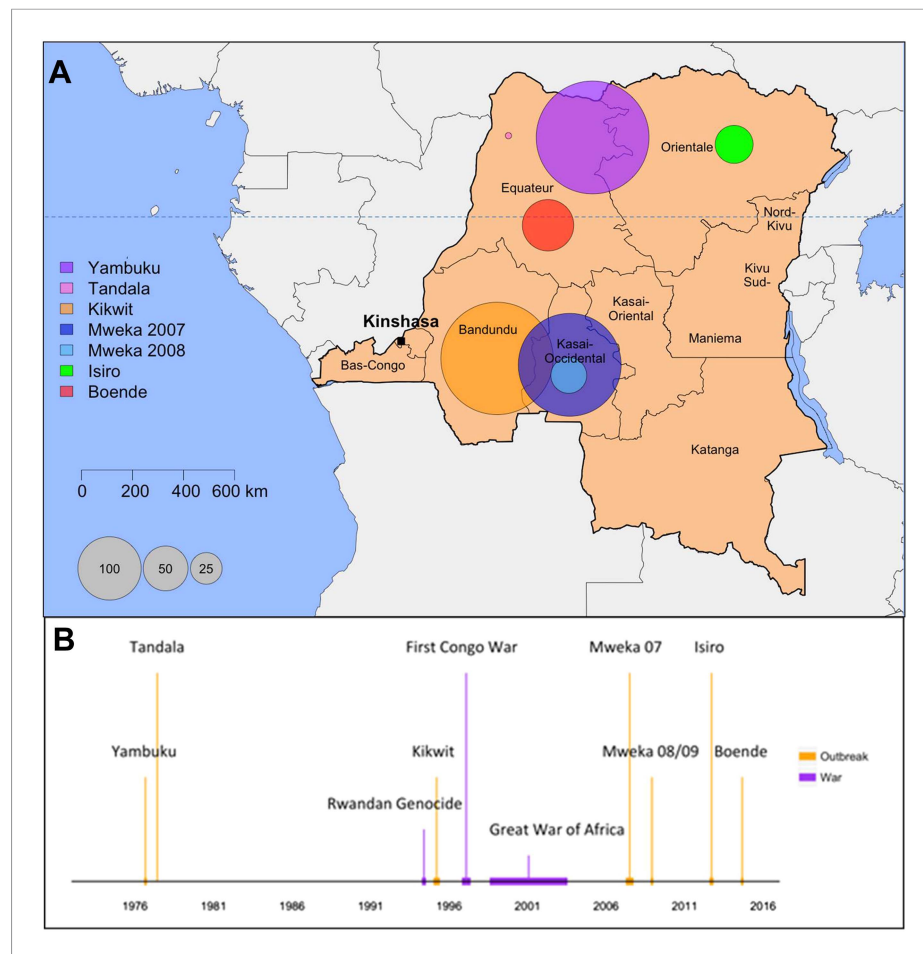 A
Orientale
Equateur
Nord-
Kivu
Kivu
Sud-
Yambuku
Tandala
Kikwit
Mweka 2007
Mweka 2008
Isiro
Boende
Kasai-
Oriental
Kinshasa
Bandundu
Kasai-
Occidental
Maniema
Bas-Congo
Katanga
0 200 400 600 km
100 50 25
B
Tandala First Congo War Mweka 07 Isiro
Yambuku Kikwit Mweka 08/09 Boende
Outbreak
War
Rwandan Genocide
Great War of Africa
1976 1981 1986 1991 1996 2001 2006 2011 2016